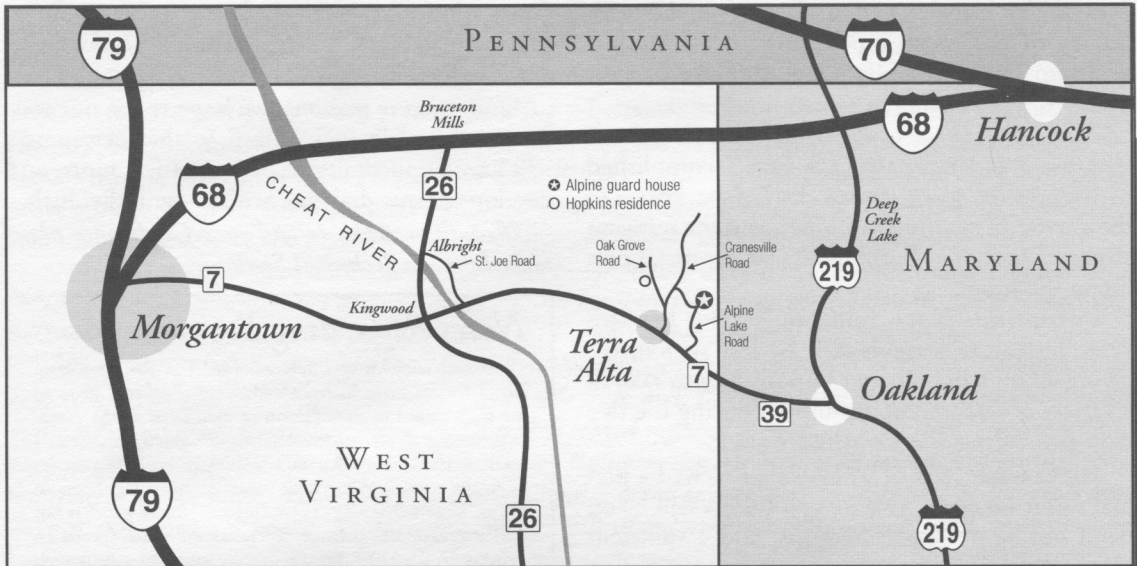 79
PENNSYLVANIA
70
Bruceton
Mills
68
Hancock
68
CHEAT RIVER
26
Alpine guard house
Hopkins residence
Deep
Creek
Lake
Albright
St. Joe Road
Oak Grove
Road
Cranesville
Road
219
MARYLAND
7
Kingwood
Morgantown
Alpine
Lake
Road
Terra
Alta
7
39
Oakland
WEST
VIRGINIA
79
26
219